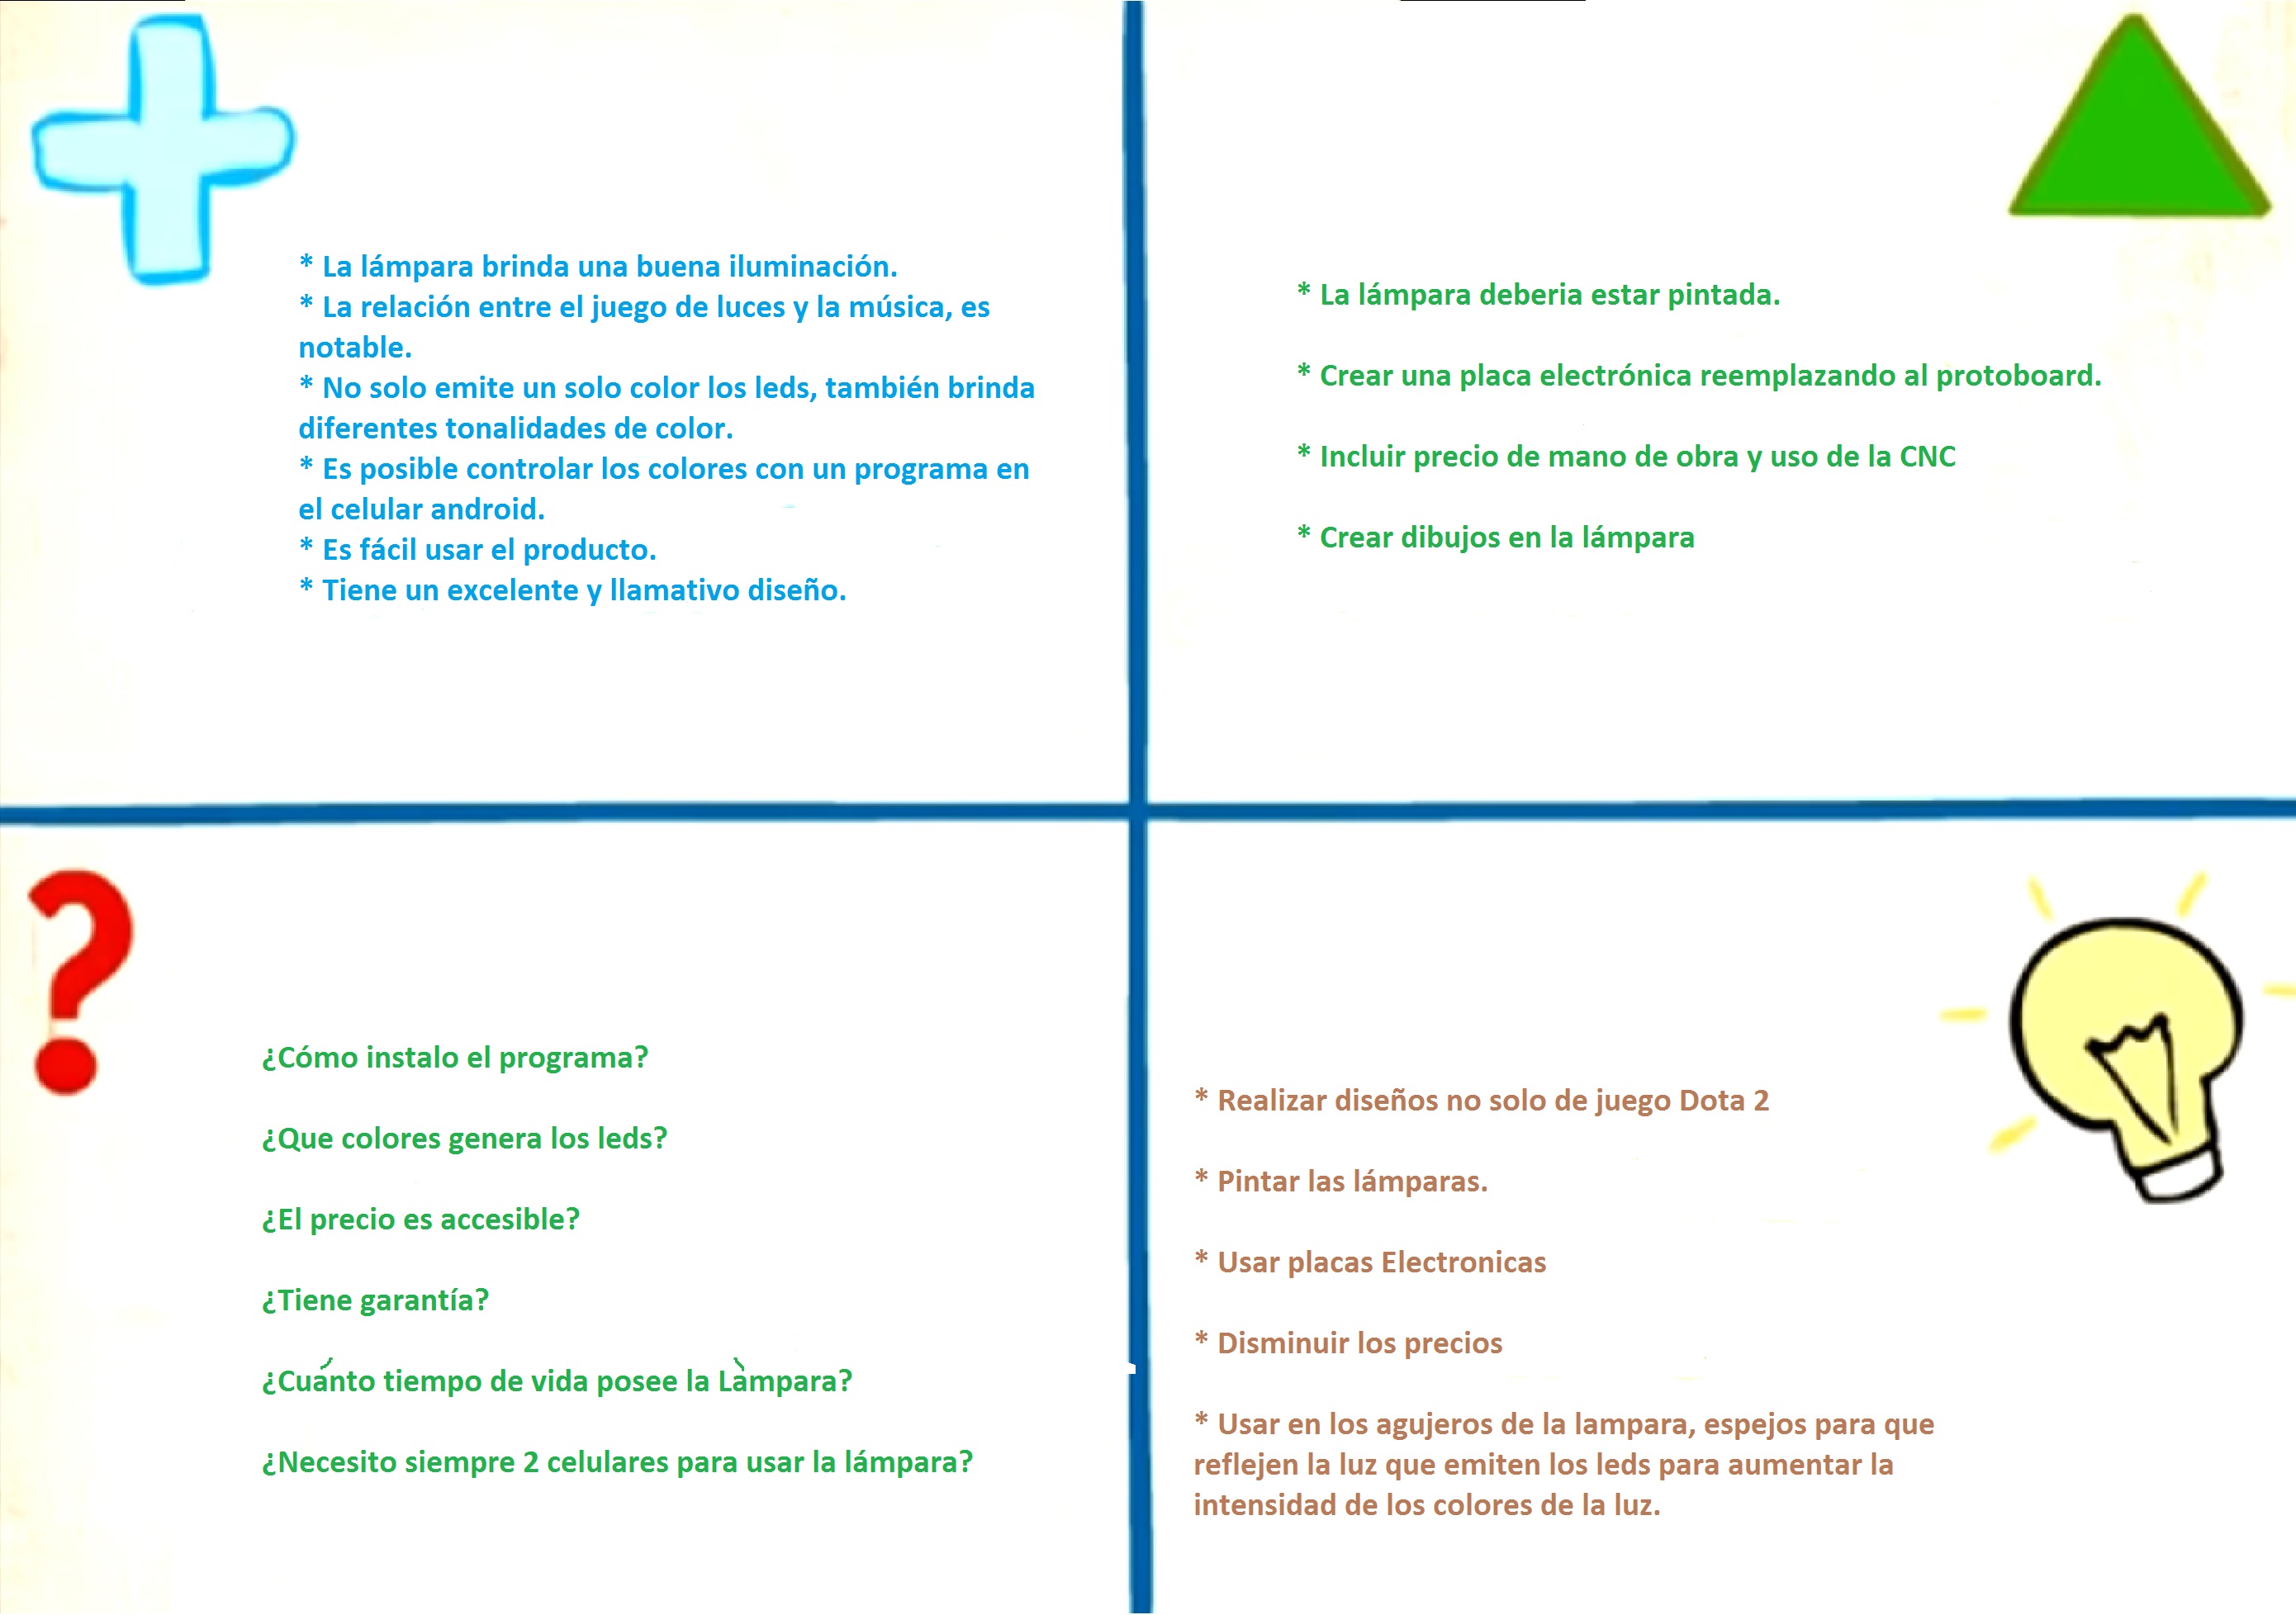 * La lámpara brinda una buena iluminación.
* La relación entre el juego de luces y la música, es
notable.
* No solo emite un solo color los leds, también brinda
diferentes tonalidades de color.
* Es posible controlar los colores con un programa en
el celular android.
* Es fácil usar el producto.
* Tiene un excelente y llamativo diseño.
* La lámpara deberia estar pintada.
* Crear una placa electrónica reemplazando al protoboard.
* Incluir precio de mano de obra y uso de la CNC
* Crear dibujos en la lámpara
¿Cómo instalo el programa?
¿Que colores genera los leds?
¿El precio es accesible?
¿Tiene garantía?
¿Cuánto tiempo de vida posee la Làmpara?
¿Necesito siempre 2 celulares para usar la lámpara?
* Realizar diseños no solo de juego Dota 2
* Pintar las lámparas.
* Usar placas Electronicas
* Disminuir los precios
* Usar en los agujeros de la lampara, espejos para que
reflejen la luz que emiten los leds para aumentar la
intensidad de los colores de la luz.